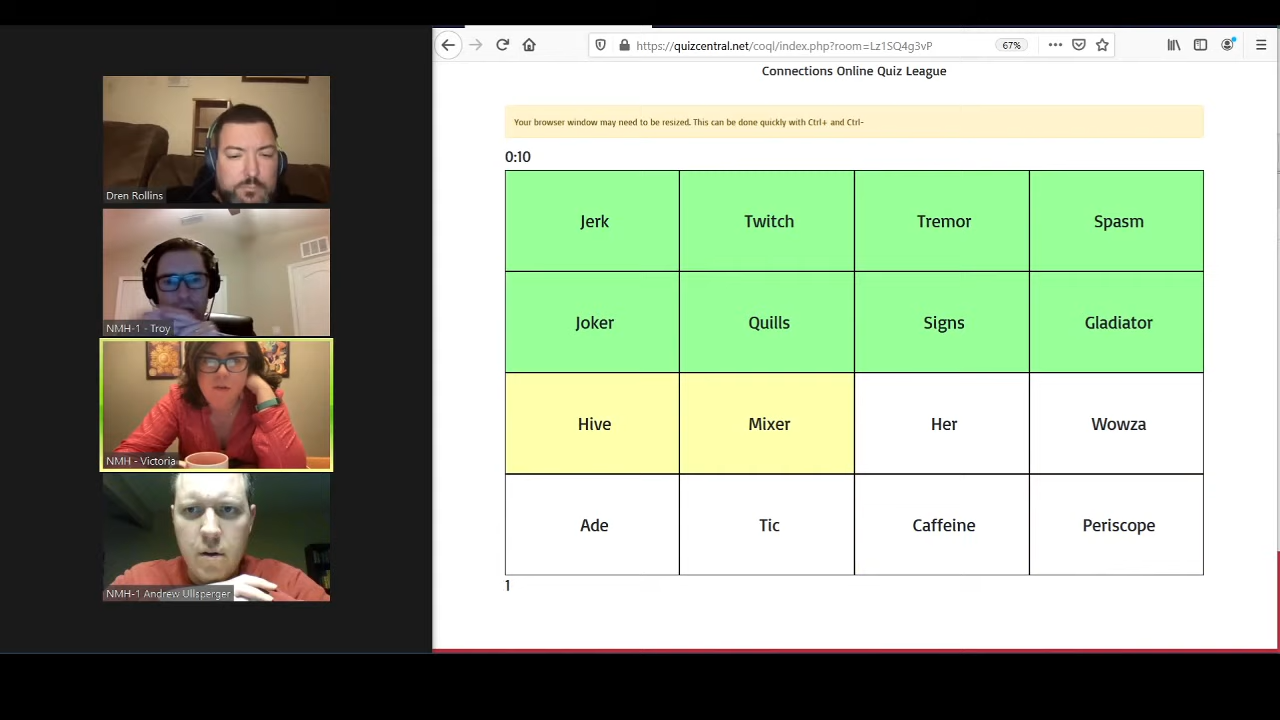 https://quizcentral.net/coql/index.php?room=Lz1SQ4g3vP
67%
Connections Online Quiz League
Your browser window may need to be resized. This can be done quickly with Ctrl+ and Ctrl-
0:10
Jerk Twitch Tremor Spasm
Joker Quills Signs Gladiator
Hive Mixer Her Wowza
Ade Tic Caffeine Periscope
1
Dren Rollins
NMH-1 - Troy
NMH - Victoria
NMH-1 Andrew Ullsperger